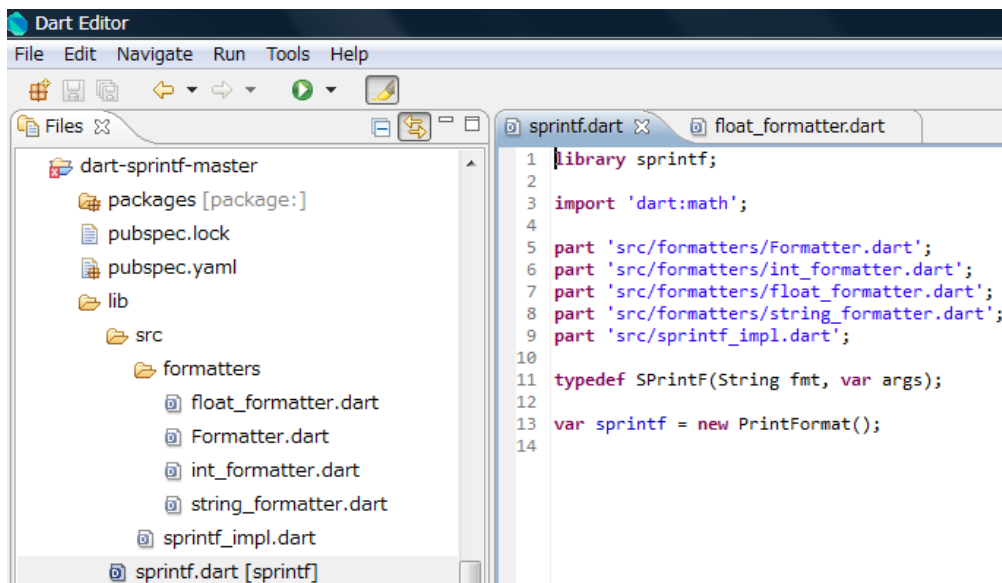 Dart Editor
File Edit Navigate Run Tools Help
Files
dart-sprintf-master
packages [package:]
pubspec.lock
pubspec.yaml
lib
src
formatters
float_formatter.dart
Formatter.dart
int_formatter.dart
string_formatter.dart
sprintf_impl.dart
sprintf.dart [sprintf]
sprintf.dart float_formatter.dart
1 library sprintf;
2
3 import 'dart:math';
4
5 part 'src/formatters/Formatter.dart';
6 part 'src/formatters/int_formatter.dart';
7 part 'src/formatters/float_formatter.dart';
8 part 'src/formatters/string_formatter.dart';
9 part 'src/sprintf_impl.dart';
10
11 typedef SPrintF(String fmt, var args);
12
13 var sprintf = new PrintFormat();
14